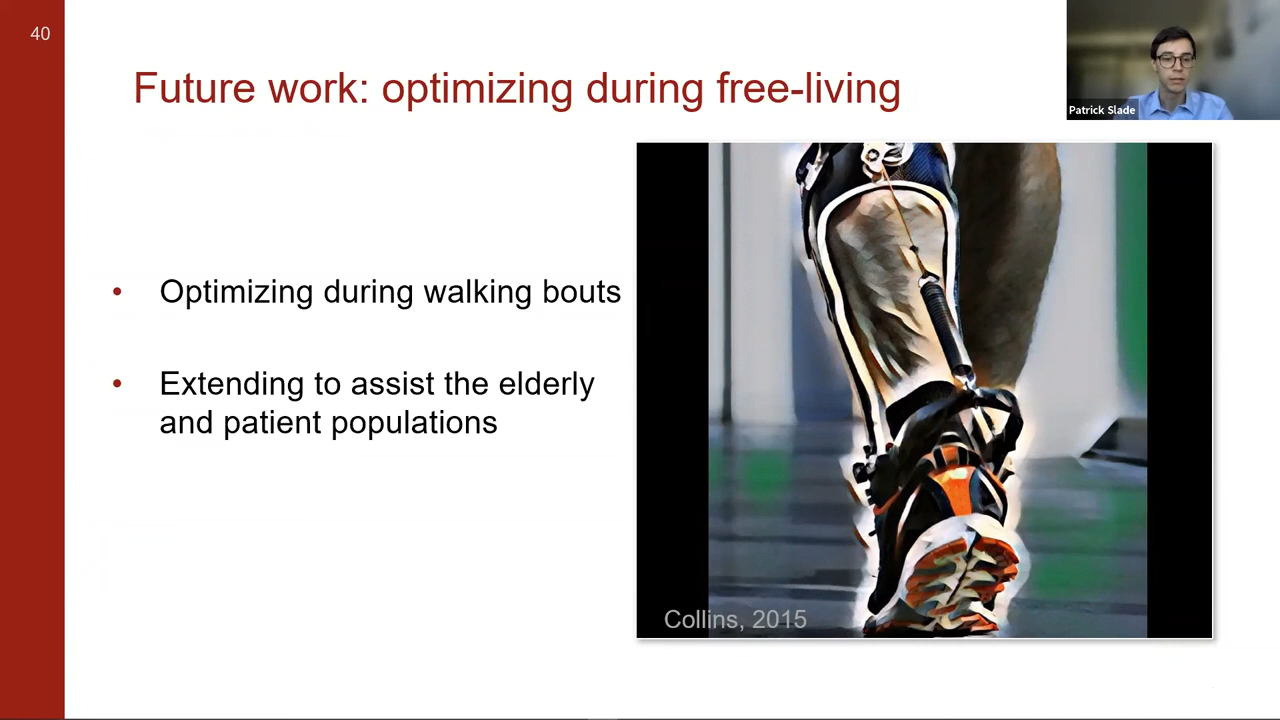 40
Future work: optimizing during free-living
Patrick Slade
• Optimizing during walking bouts
• Extending to assist the elderly
and patient populations
Collins, 2015